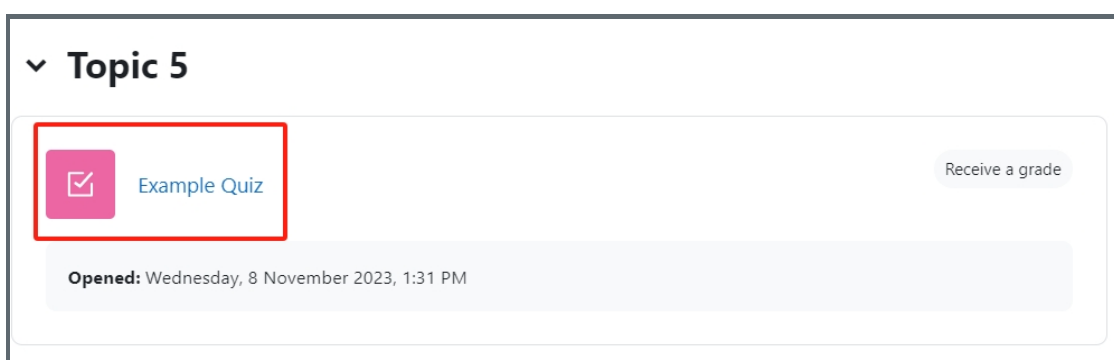 Topic 5
Example Quiz
Receive a grade
Opened: Wednesday, 8 November 2023, 1:31 PM